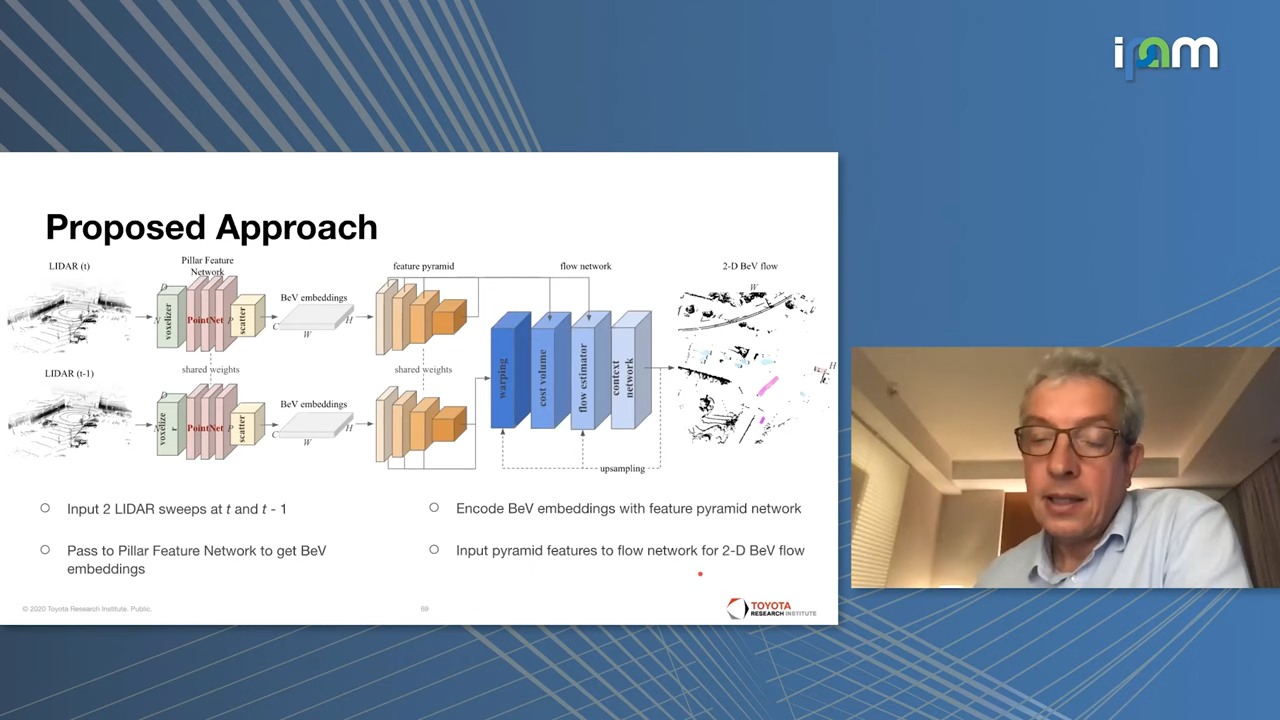 ipam
Proposed Approach
LIDAR (t)
Pillar Feature
Network
feature pyramid
flow network
2-D BeV flow
D
N
voxelizer
PointNet
P
scatter
BeV embeddings
C
W
H
W
shared weights
shared weights
LIDAR (t-1)
warping
cost volume
flow estimator
context
network
H
D
N
voxelize
r
PointNet
P
scatter
BeV embeddings
C
W
H
upsampling
Input 2 LIDAR sweeps at t and t - 1
Pass to Pillar Feature Network to get BeV
embeddings
Encode BeV embeddings with feature pyramid network
Input pyramid features to flow network for 2-D BeV flow
© 2020 Toyota Research Institute. Public.
69
TOYOTA
RESEARCH INSTITUTE